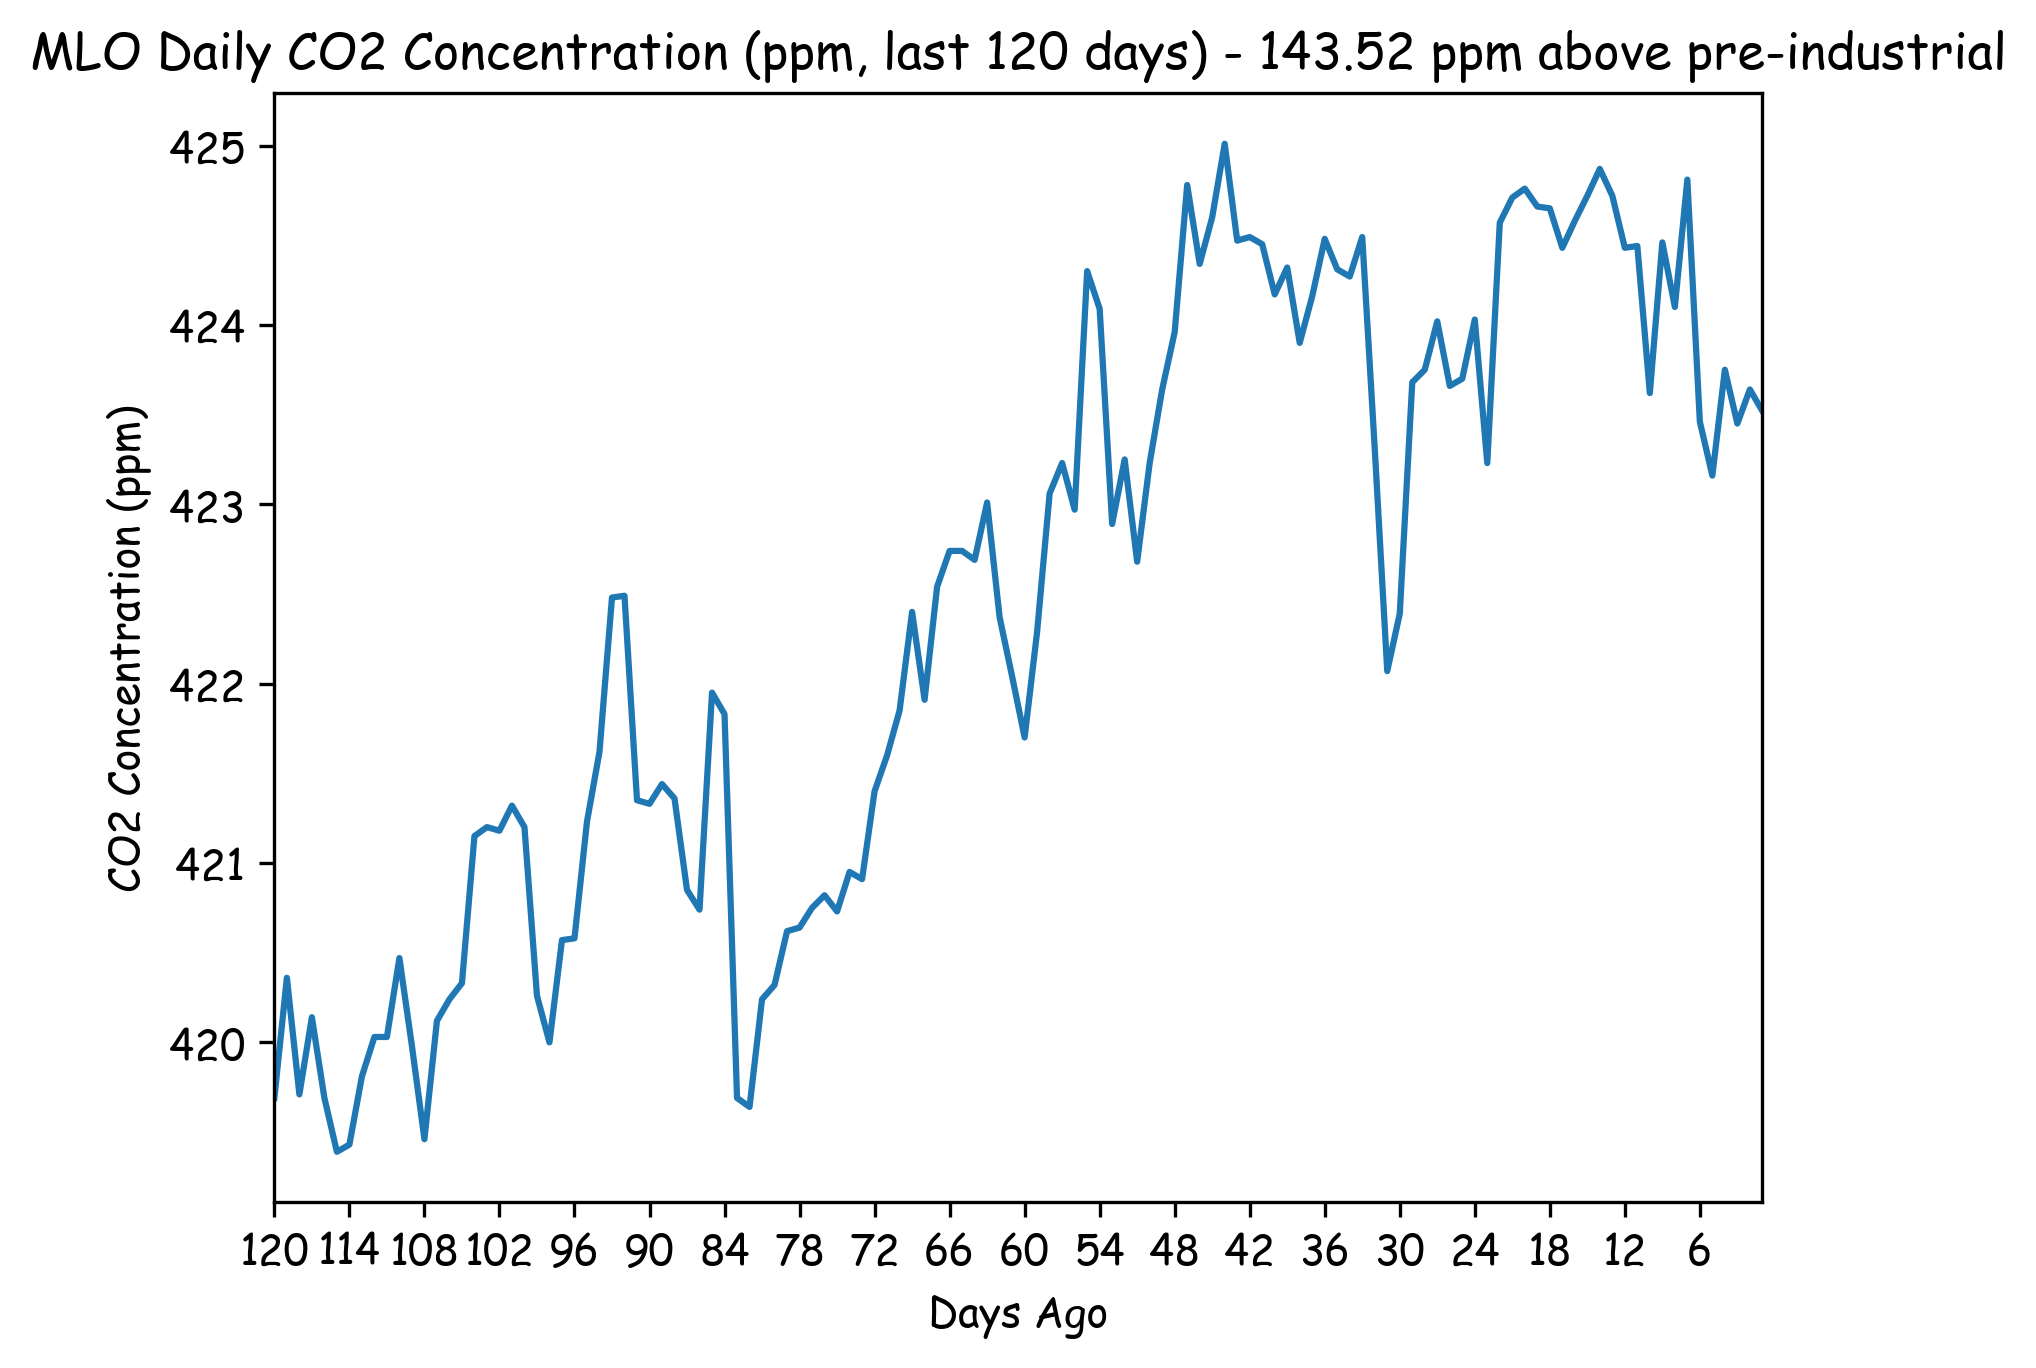 MLO Daily CO2 Concentration (ppm, last 120 days) - 143.52 ppm above pre-industrial
425
424
423
422
421
420
CO2 Concentration (ppm)
120 114 108 102 96 90 84 78 72 66 60 54 48 42 36 30 24 18 12 6
Days Ago